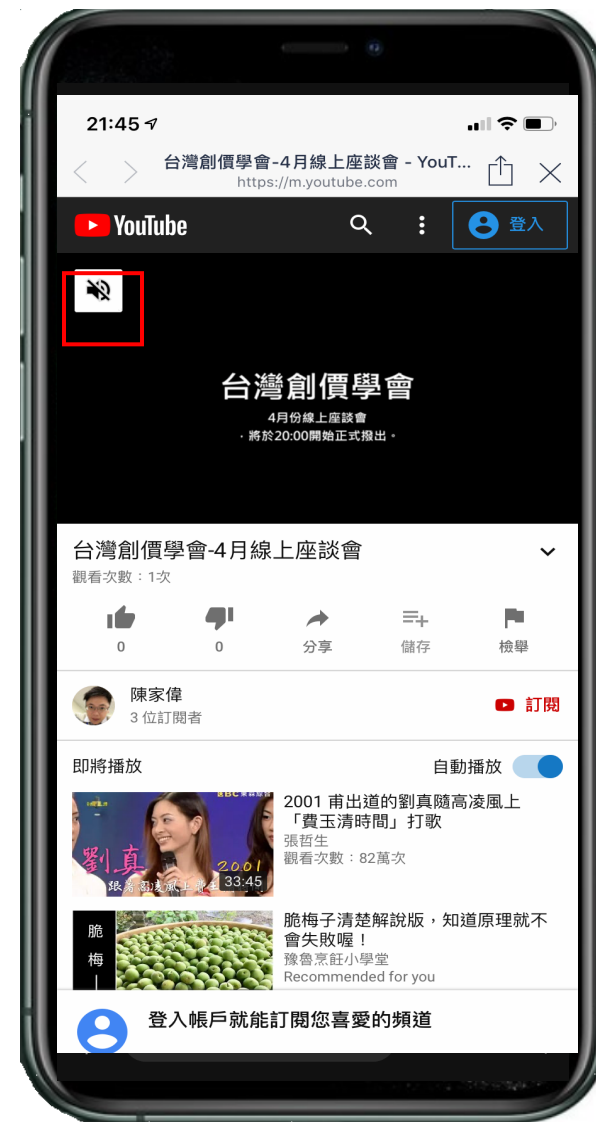 21:45
台灣創價學會-4月線上座談會 - YouT...
https://m.youtube.com
YouTube
登入
台灣創價學會
4月份線上座談會
·將於20:00開始正式撥出。
台灣創價學會-4月線上座談會
觀看次數：1次
0
0
分享
儲存
檢舉
陳家偉
3 位訂閱者
訂閱
即將播放
自動播放
劉真
2001
33:45
2001 甫出道的劉真隨高凌風上
「費玉清時間」打歌
張哲生
觀看次數：82萬次
脆
梅
脆梅子清楚解說版，知道原理就不
會失敗喔！
豫魯烹飪小學堂
Recommended for you
登入帳戶就能訂閱您喜愛的頻道